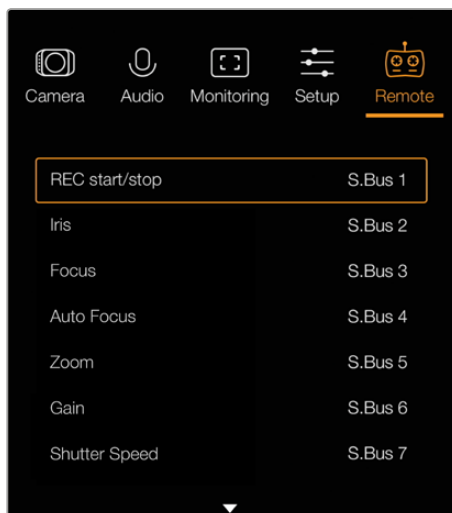 Camera Audio Monitoring Setup Remote
REC start/stop S.Bus 1
Iris S.Bus 2
Focus S.Bus 3
Auto Focus S.Bus 4
Zoom S.Bus 5
Gain S.Bus 6
Shutter Speed S.Bus 7